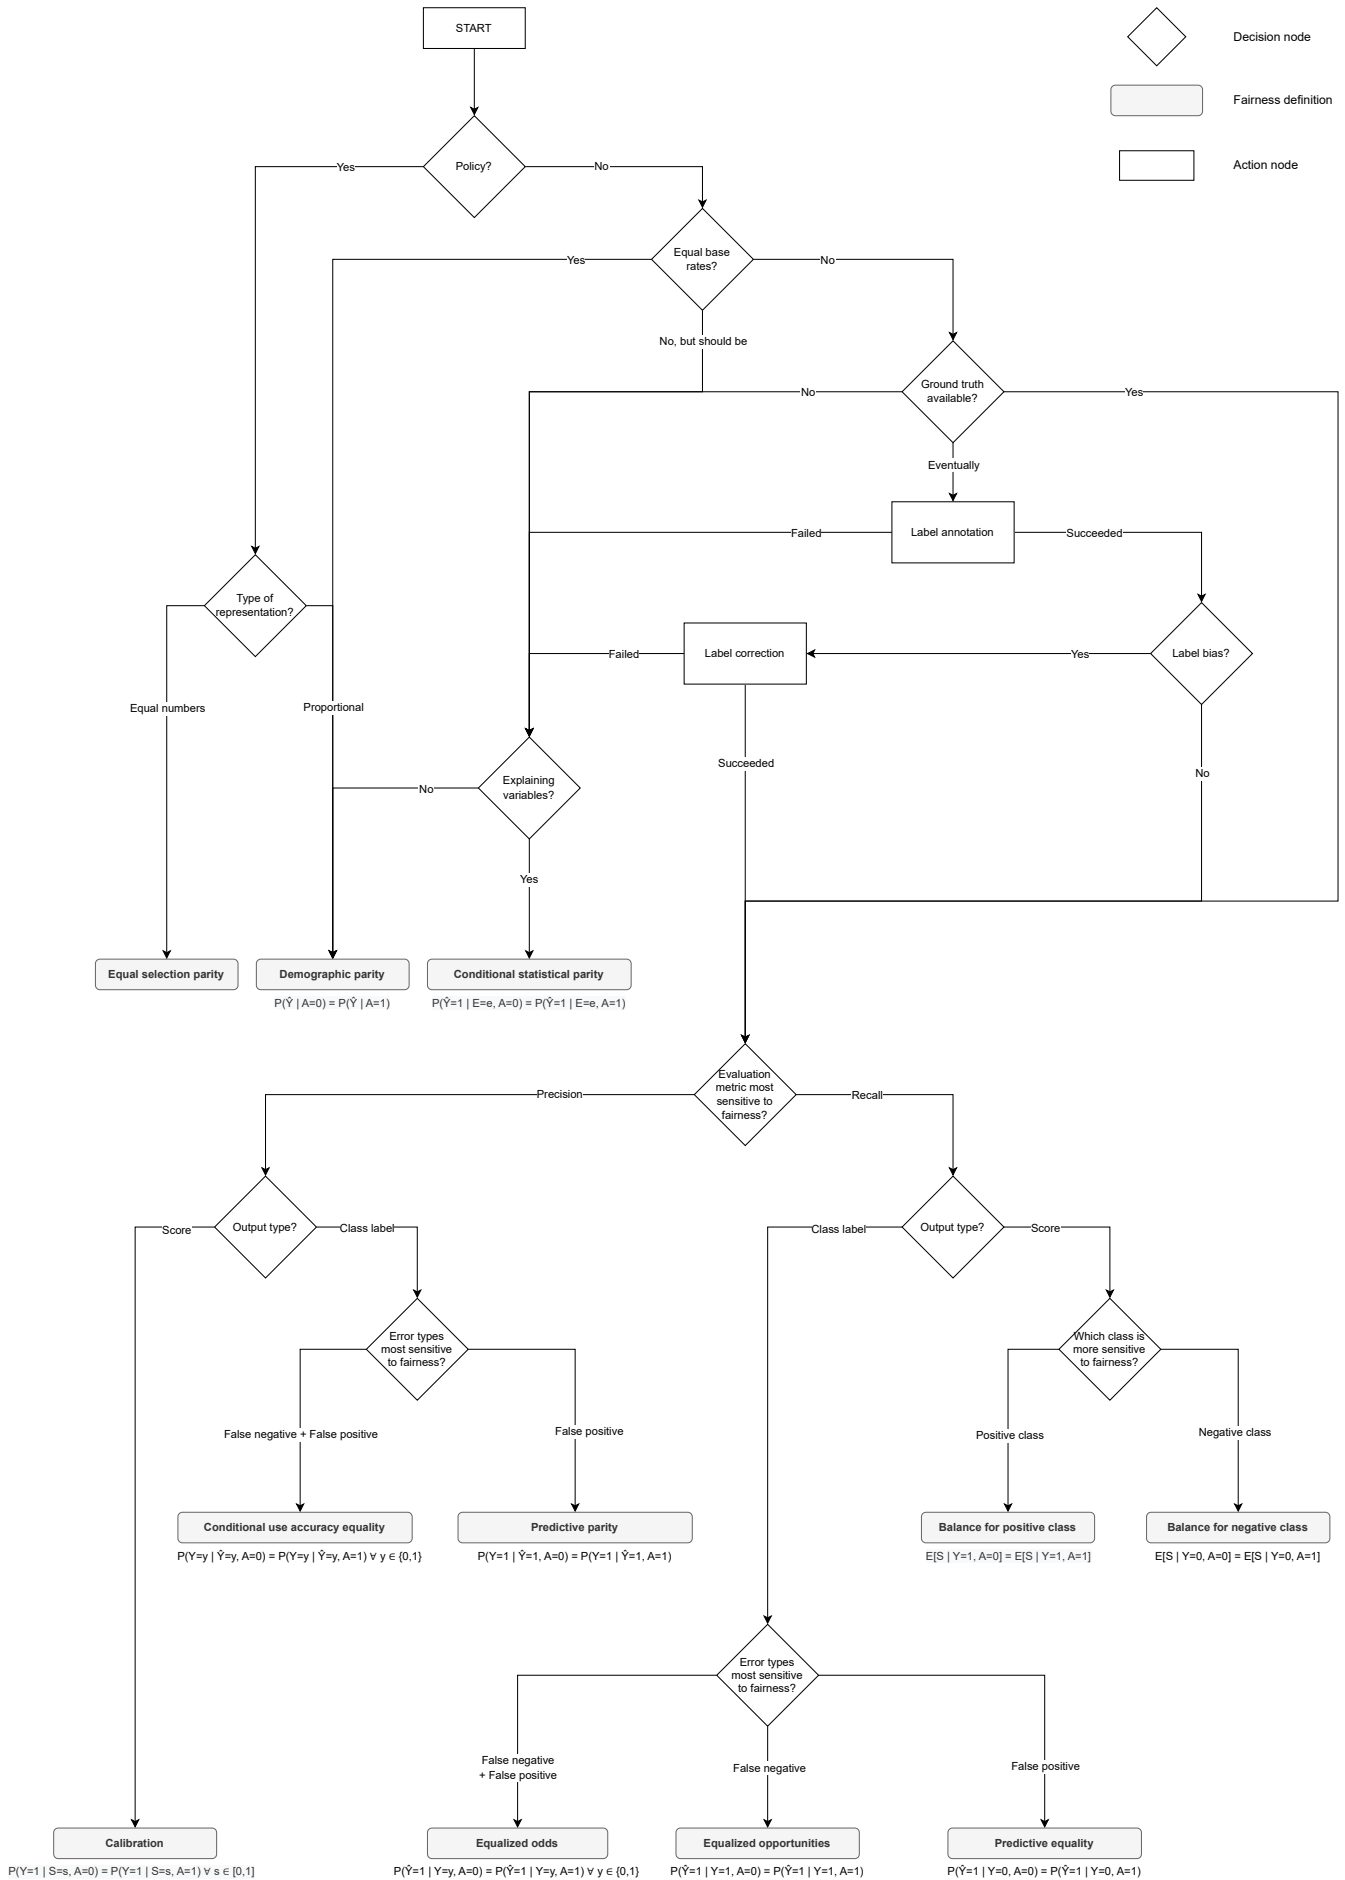 START
Decision node
Fairness definition
Action node
Policy?
Yes
No
Equal base
rates?
Yes
No
No, but should be
Ground truth
available?
No
Yes
Eventually
Label annotation
Failed
Succeeded
Type of
representation?
Label correction
Label bias?
Failed
Yes
Equal numbers
Proportional
Succeeded
No
Explaining
variables?
No
Yes
Equal selection parity
Demographic parity
Conditional statistical parity
P(Ŷ | A=0) = P(Ŷ | A=1)
P(Ŷ=1 | E=e, A=0) = P(Ŷ=1 | E=e, A=1)
Evaluation
metric most
sensitive to
fairness?
Precision
Recall
Output type?
Score
Class label
Output type?
Class label
Score
Error types
most sensitive
to fairness?
Which class is
more sensitive
to fairness?
False negative + False positive
False positive
Positive class
Negative class
Conditional use accuracy equality
Predictive parity
Balance for positive class
Balance for negative class
P(Y=y | Ŷ=y, A=0) = P(Y=y | Ŷ=y, A=1) ∀ y ∈ {0,1}
P(Y=1 | Ŷ=1, A=0) = P(Y=1 | Ŷ=1, A=1)
E[S | Y=1, A=0] = E[S | Y=1, A=1]
E[S | Y=0, A=0] = E[S | Y=0, A=1]
Error types
most sensitive
to fairness?
False negative
+ False positive
False negative
False positive
Calibration
Equalized odds
Equalized opportunities
Predictive equality
P(Y=1 | S=s, A=0) = P(Y=1 | S=s, A=1) ∀ s ∈ [0,1]
P(Ŷ=1 | Y=y, A=0) = P(Ŷ=1 | Y=y, A=1) ∀ y ∈ {0,1}
P(Ŷ=1 | Y=1, A=0) = P(Ŷ=1 | Y=1, A=1)
P(Ŷ=1 | Y=0, A=0) = P(Ŷ=1 | Y=0, A=1)